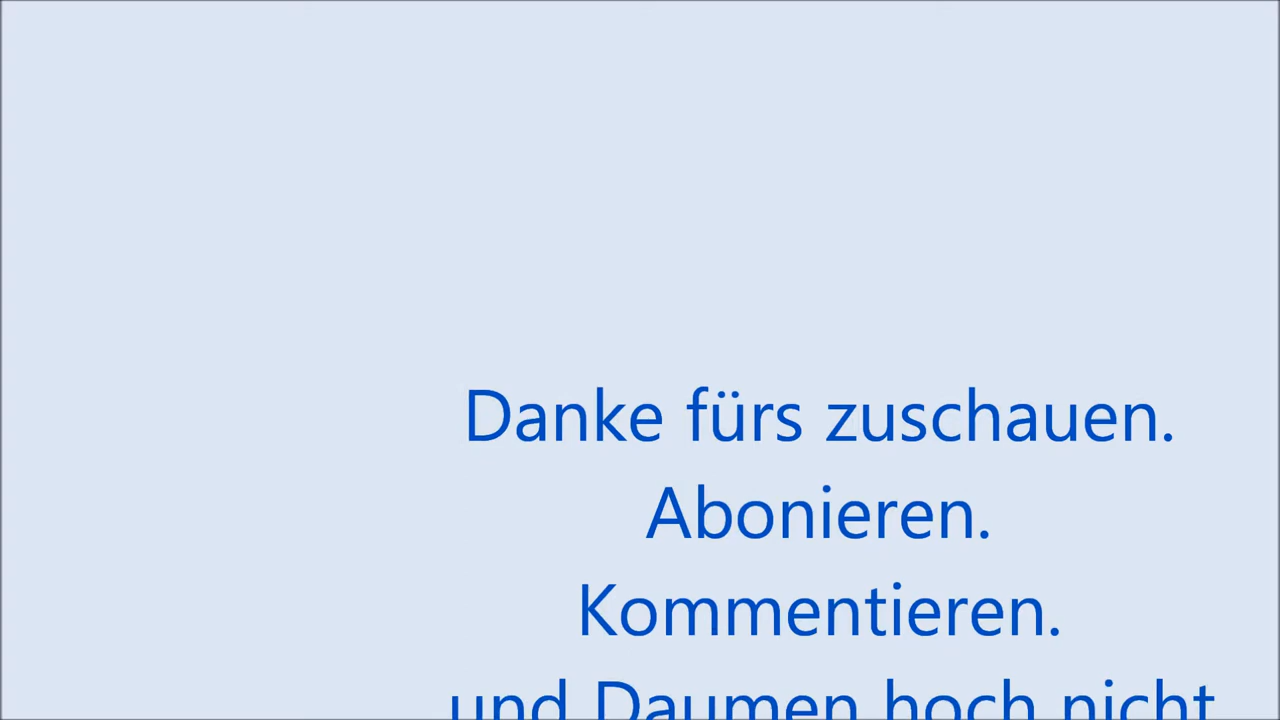 Danke fürs zuschauen.
Abonieren.
Kommentieren.
und Daumen hoch nicht